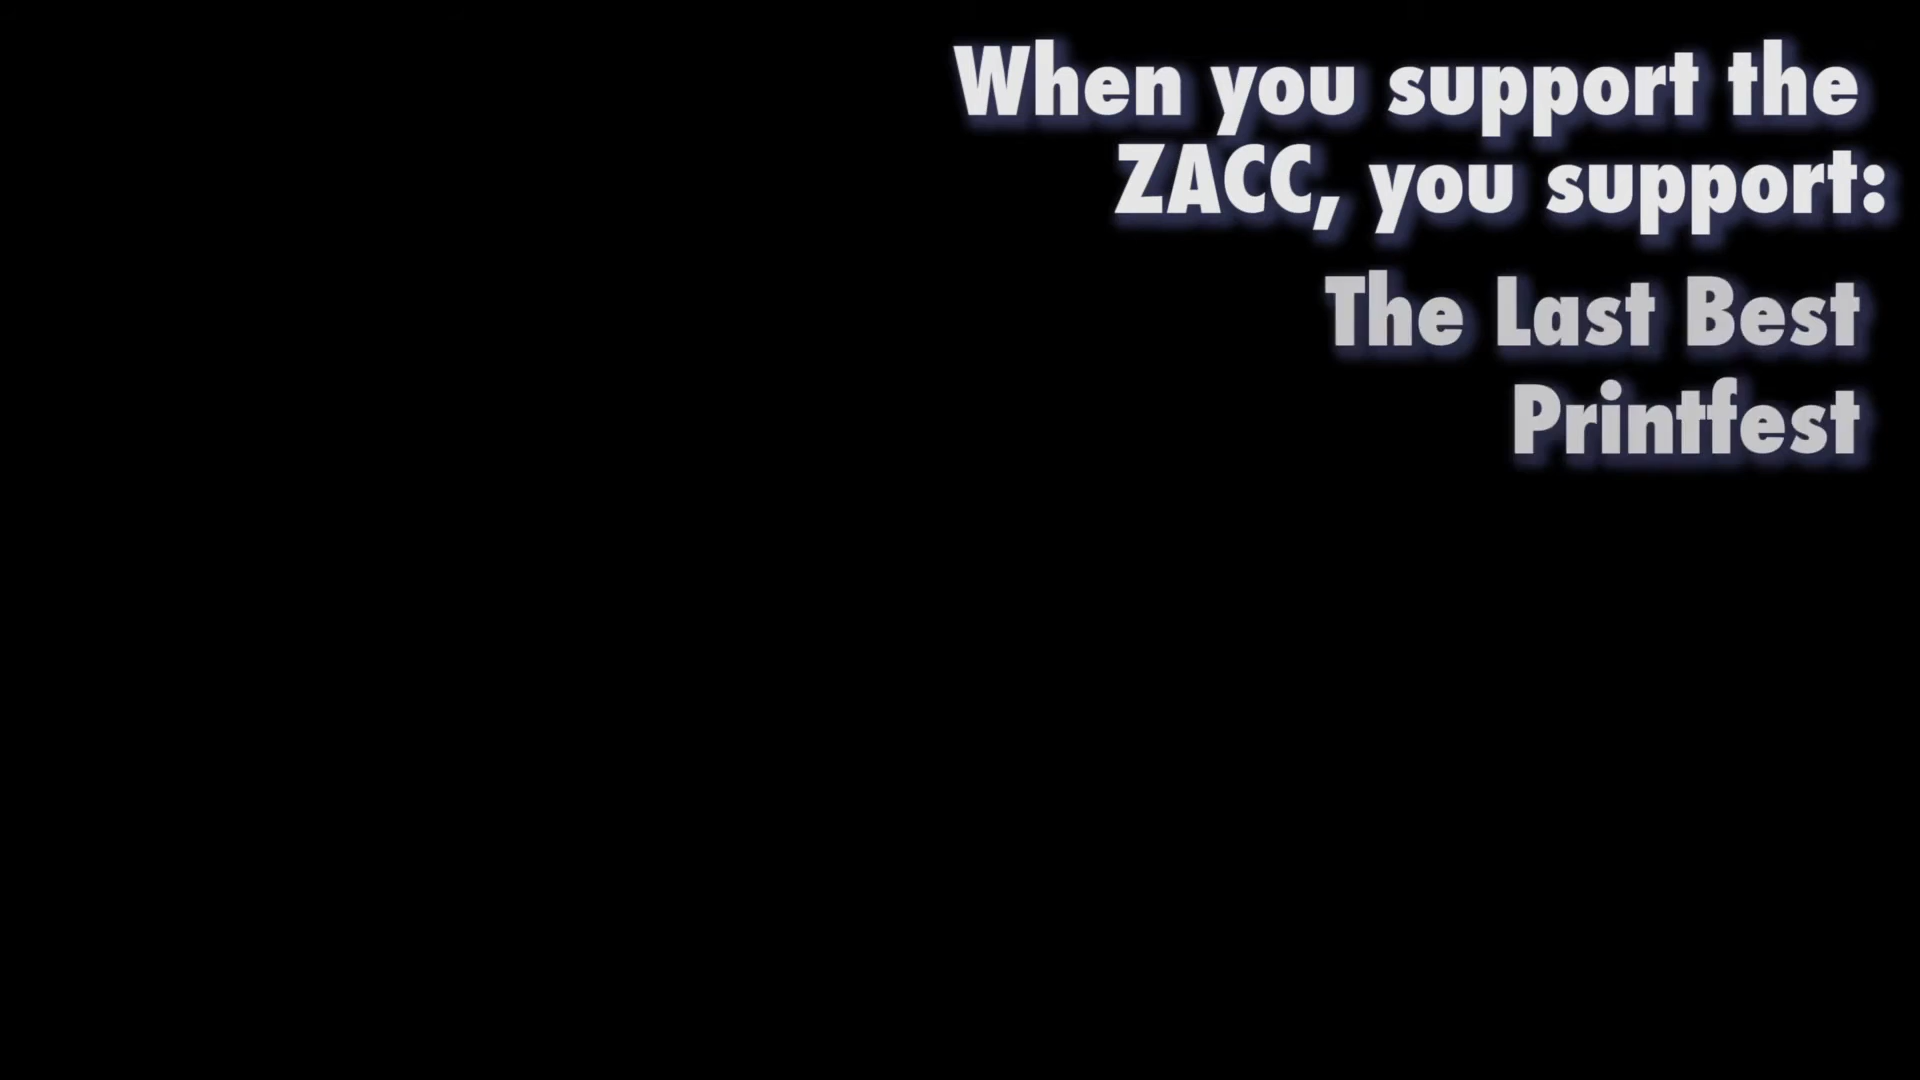 When you support the
ZACC, you support:
The Last Best
Printfest